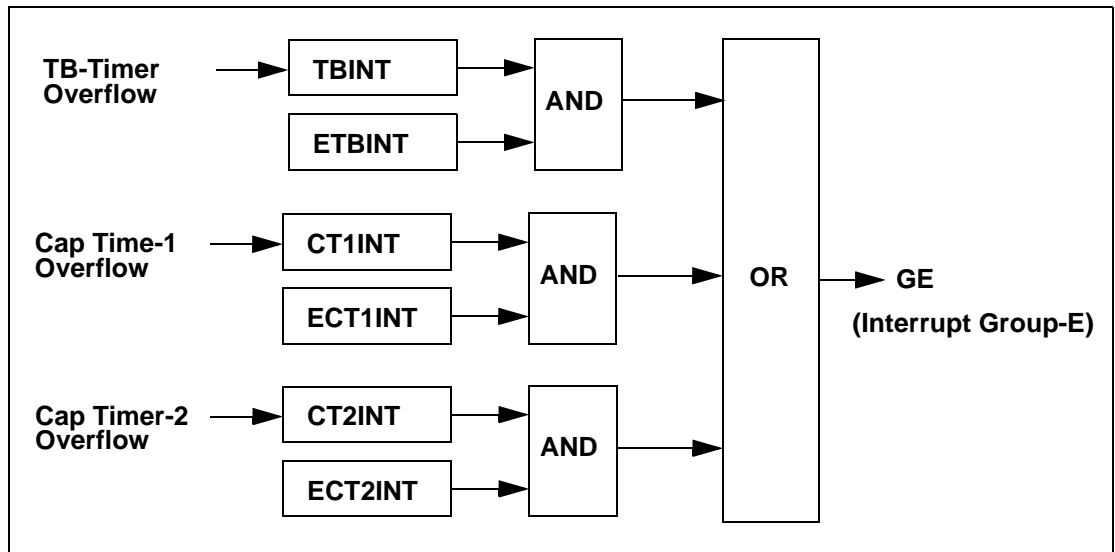 TB-Timer
Overflow
TBINT
ETBINT
AND
Cap Time-1
Overflow
CT1INT
ECT1INT
AND
Cap Timer-2
Overflow
CT2INT
ECT2INT
AND
OR
GE
(Interrupt Group-E)